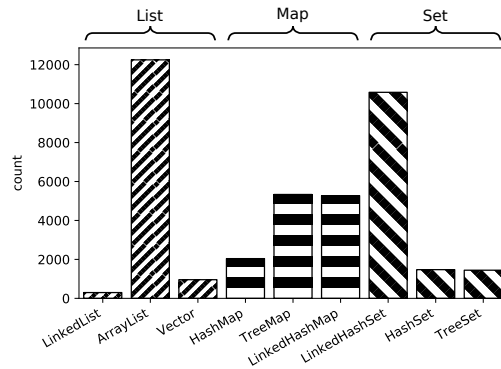 List Map Set
12000
10000
8000
6000
4000
2000
0
count
LinkedList
ArrayList
Vector
HashMap
TreeMap
LinkedHashMap
LinkedHashSet
HashSet
TreeSet